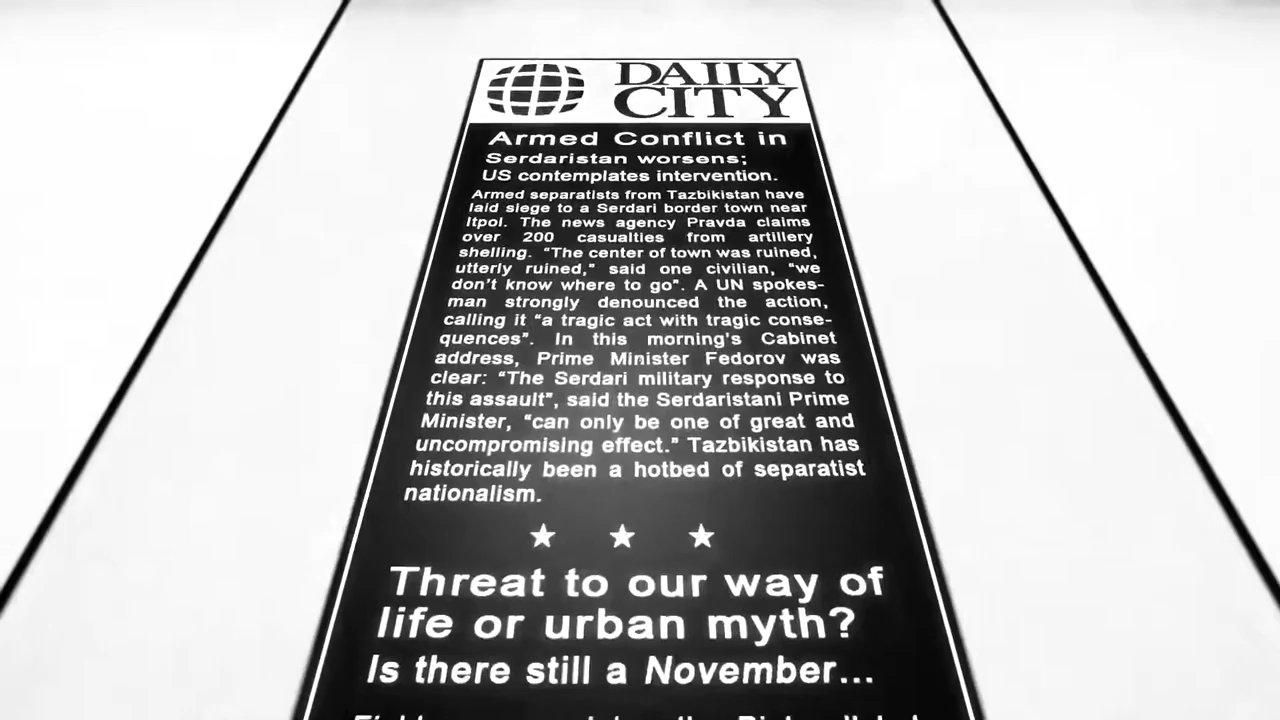 DAILY
CITY
Armed Conflict in
Serdaristan worsens;
US contemplates intervention.
Armed separatists from Tazbikistan have
laid siege to a Serdari border town near
Itpol. The news agency Pravda claims
over 200 casualties from artillery
shelling. “The center of town was ruined,
utterly ruined,” said one civilian, “we
don’t know where to go”. A UN spokes-
man strongly denounced the action,
calling it “a tragic act with tragic conse-
quences”. In this morning's Cabinet
address, Prime Minister Fedorov was
clear: “The Serdari military response to
this assault”, said the Serdaristani Prime
Minister, “can only be one of great and
uncompromising effect.” Tazbikistan has
historically been a hotbed of separatist
nationalism.
Threat to our way of
life or urban myth?
Is there still a November...